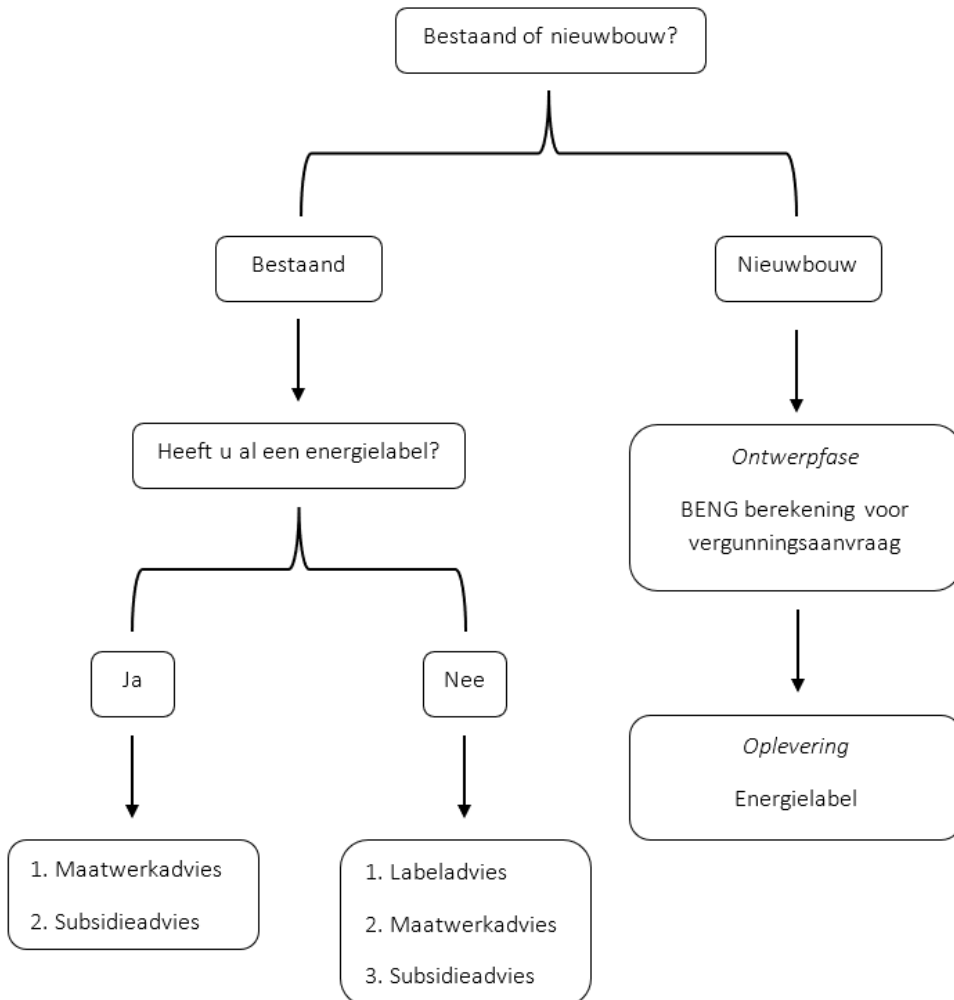 Bestaand of nieuwbouw?
Bestaand
Nieuwbouw
Heeft u al een energielabel?
Ontwerpfase
BENG berekening voor
vergunningsaanvraag
Ja
Nee
Oplevering
Energielabel
1. Maatwerkadvies
2. Subsidieadvies
1. Labeladvies
2. Maatwerkadvies
3. Subsidieadvies